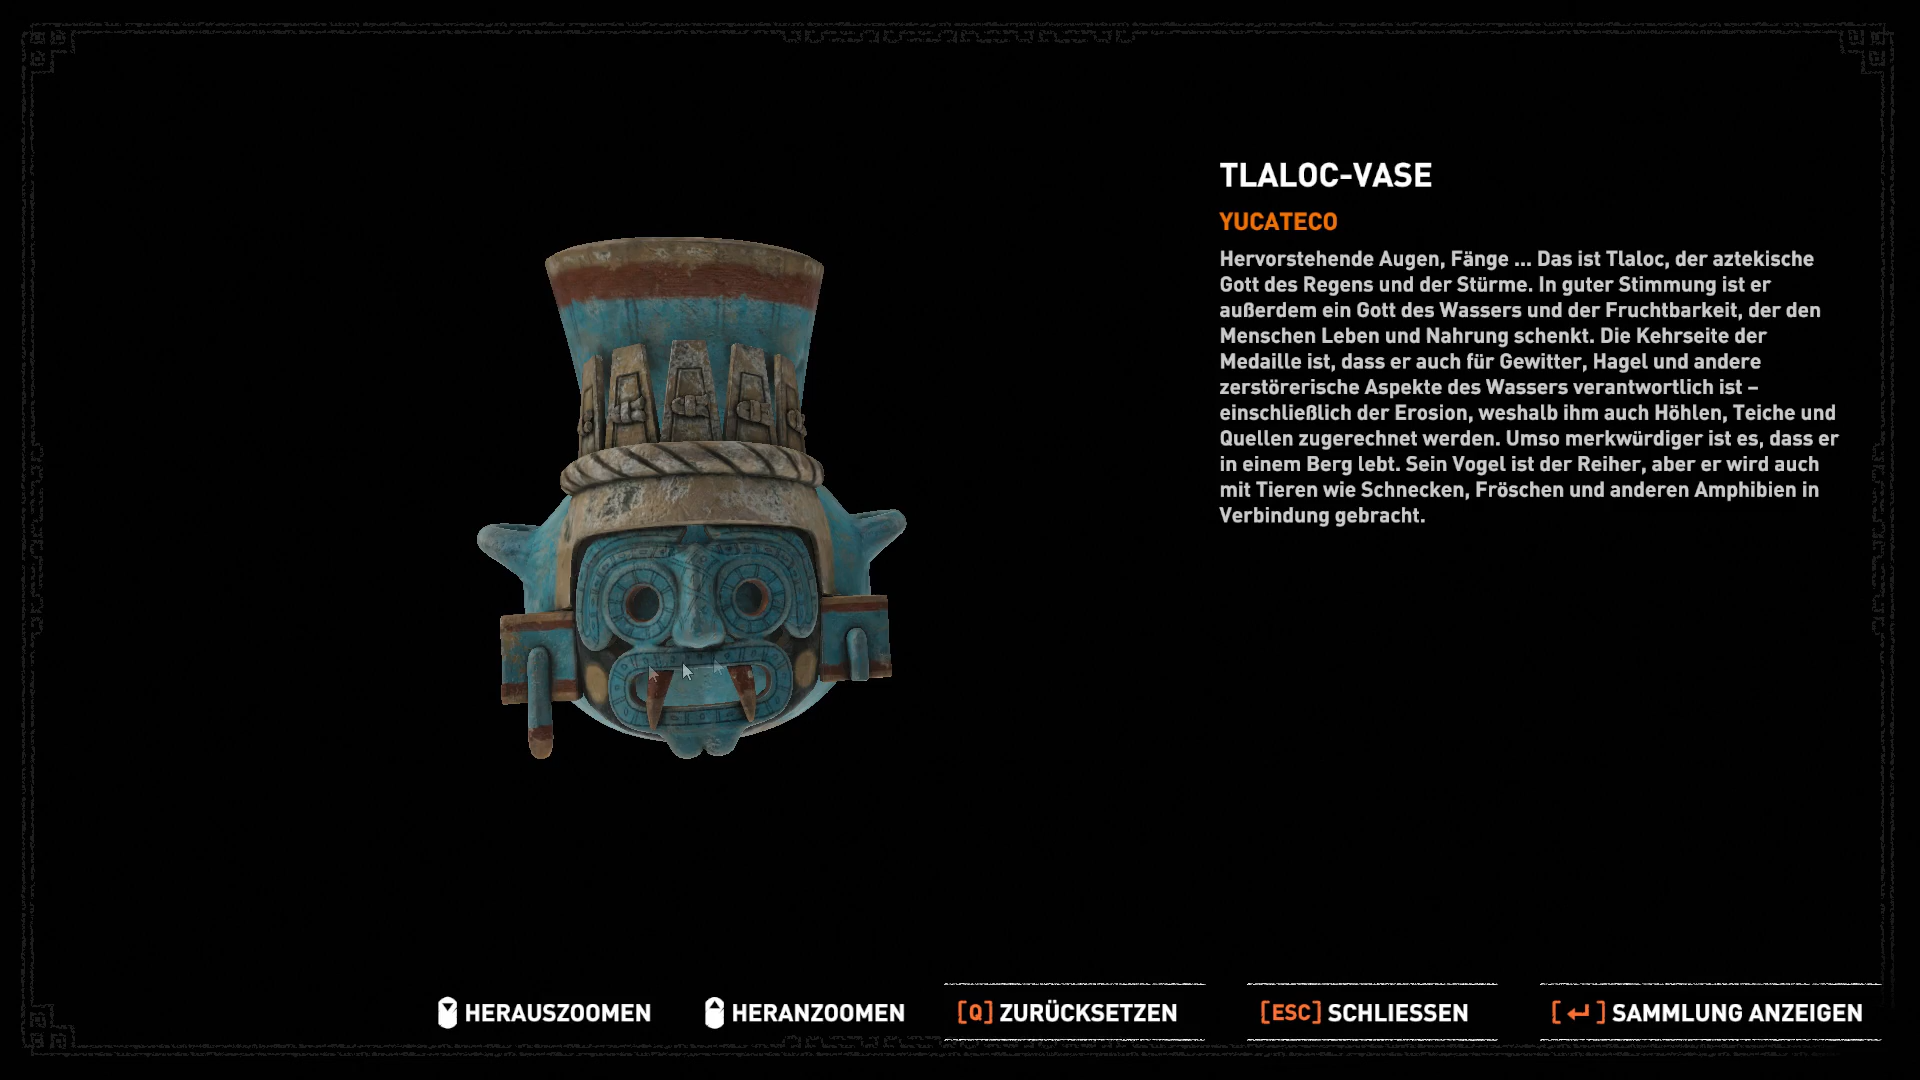 TLALOC-VASE
YUCATECO
Hervorstehende Augen, Fänge ... Das ist Tlaloc, der aztekische
Gott des Regens und der Stürme. In guter Stimmung ist er
außerdem ein Gott des Wassers und der Fruchtbarkeit, der den
Menschen Leben und Nahrung schenkt. Die Kehrseite der
Medaille ist, dass er auch für Gewitter, Hagel und andere
zerstörerische Aspekte des Wassers verantwortlich ist –
einschließlich der Erosion, weshalb ihm auch Höhlen, Teiche und
Quellen zugerechnet werden. Umso merkwürdiger ist es, dass er
in einem Berg lebt. Sein Vogel ist der Reiher, aber er wird auch
mit Tieren wie Schnecken, Fröschen und anderen Amphibien in
Verbindung gebracht.
HERAUSZOOMEN HERANZOOMEN [Q] ZURÜCKSETZEN [ESC] SCHLIESSEN [↵] SAMMLUNG ANZEIGEN